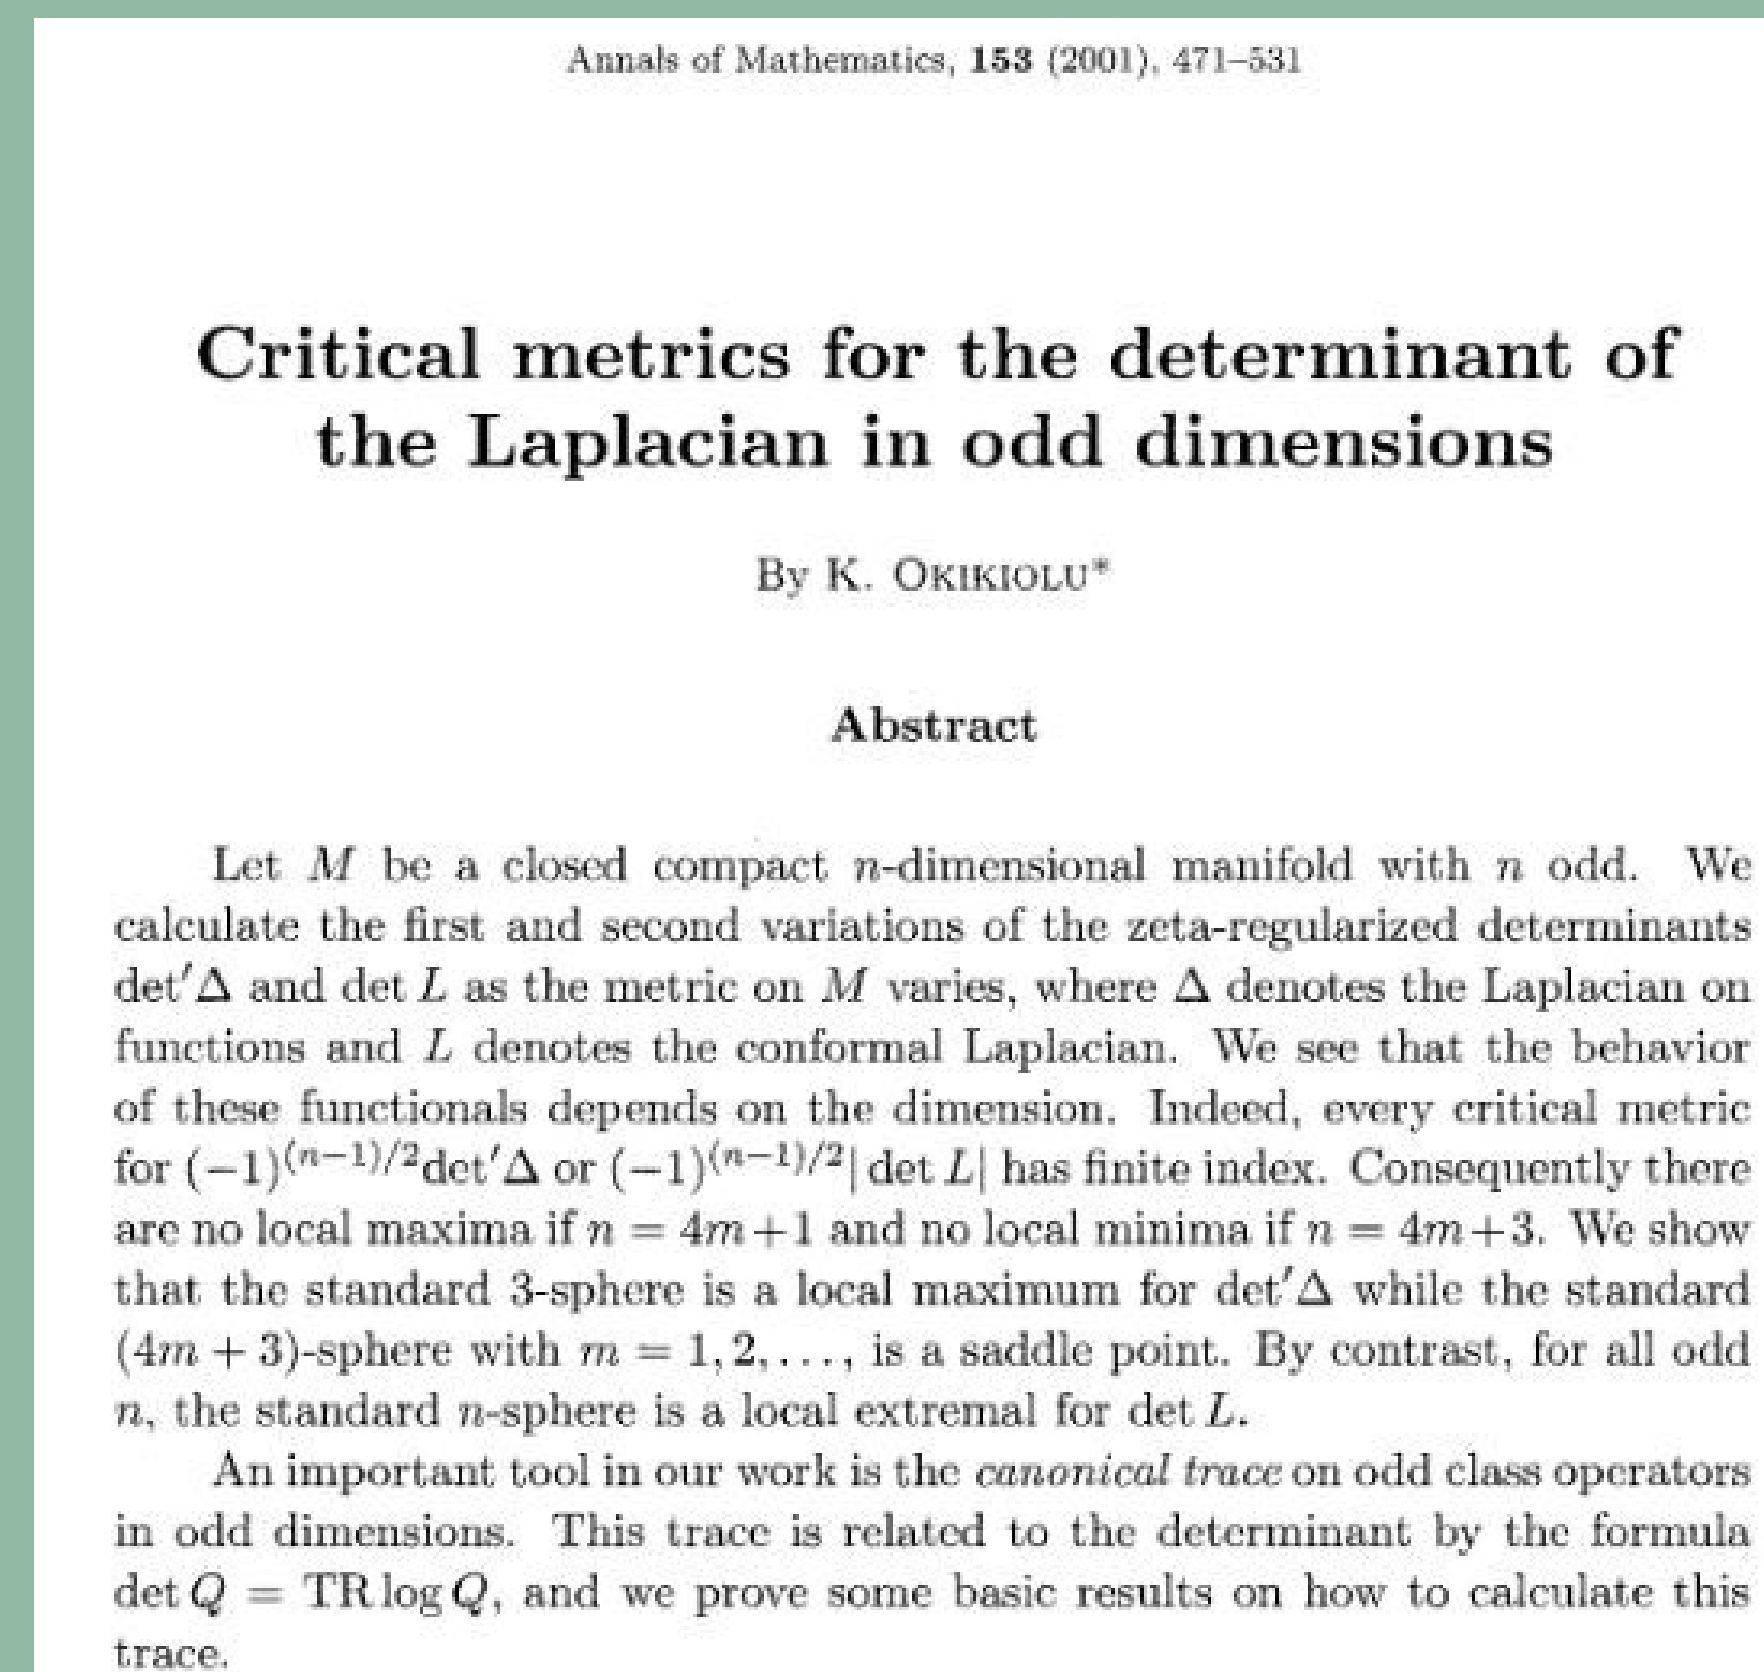 Annals of Mathematics, 153 (2001), 471–531
Critical metrics for the determinant of
the Laplacian in odd dimensions
By K. OKIKIOLU*
Abstract
Let M be a closed compact n-dimensional manifold with n odd. We
calculate the first and second variations of the zeta-regularized determinants
det′Δ and det L as the metric on M varies, where Δ denotes the Laplacian on
functions and L denotes the conformal Laplacian. We see that the behavior
of these functionals depends on the dimension. Indeed, every critical metric
for (−1)^(n−1)/2 det′Δ or (−1)^(n−1)/2 | det L| has finite index. Consequently there
are no local maxima if n = 4m+1 and no local minima if n = 4m+3. We show
that the standard 3-sphere is a local maximum for det′Δ while the standard
(4m + 3)-sphere with m = 1, 2, . . . , is a saddle point. By contrast, for all odd
n, the standard n-sphere is a local extremal for det L.
An important tool in our work is the canonical trace on odd class operators
in odd dimensions. This trace is related to the determinant by the formula
det Q = TR log Q, and we prove some basic results on how to calculate this
trace.